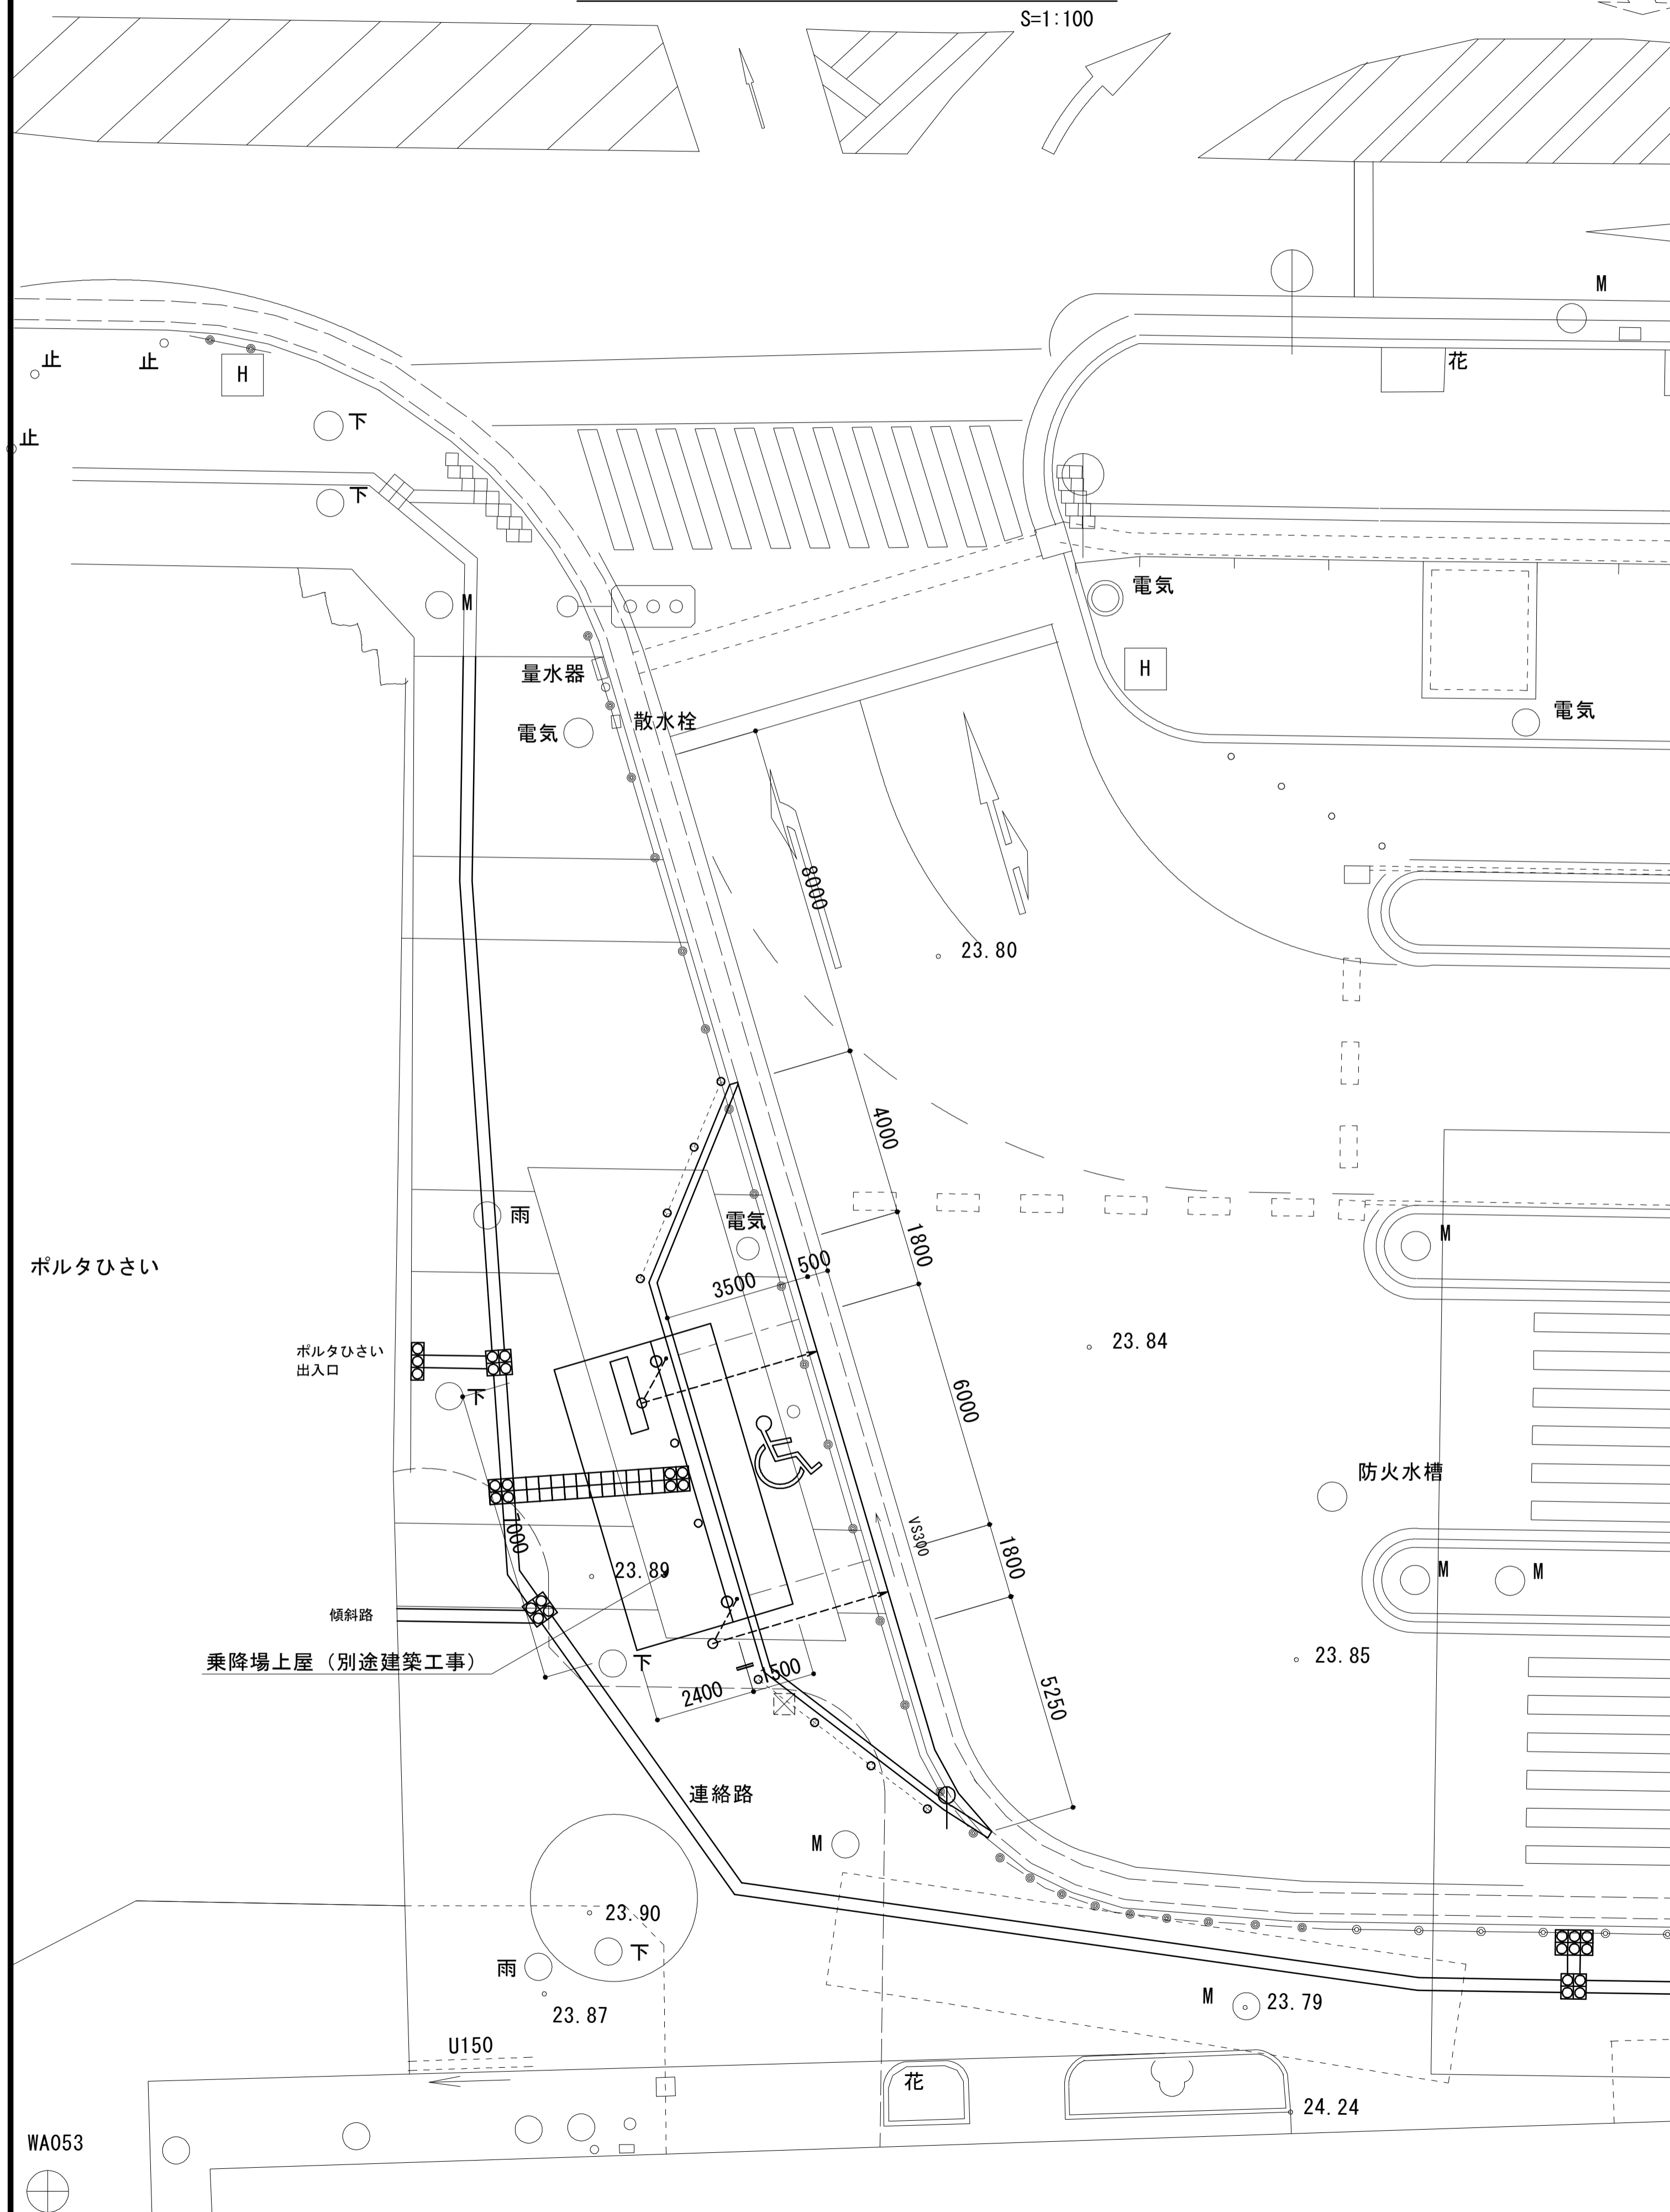 S=1:100
M
止
止
H
花
下
止
下
電気
M
量水器
H
散水栓
電気
電気
8000
23.80
4000
雨
電気
1800
M
ポルタひさい
500
3500
23.84
ポルタひさい
出入口
下
6000
防火水槽
VS300
7000
1800
23.89
M
M
傾斜路
乗降場上屋（別途建築工事）
下
1500
2400
23.85
5250
連絡路
M
23.90
下
雨
23.87
M
23.79
U150
花
24.24
WA053